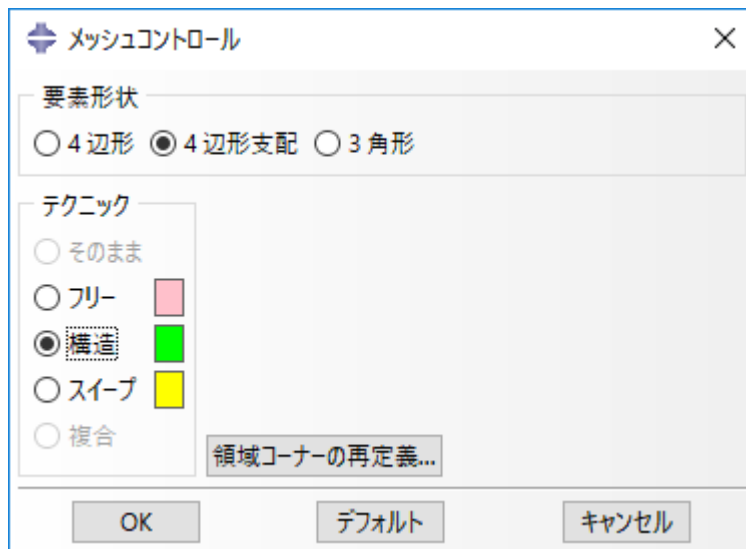 メッシュコントロール
要素形状
4 辺形 4 辺形支配 3 角形
テクニック
そのまま
フリー
構造
スイープ
複合
領域コーナーの再定義...
OK デフォルト キャンセル